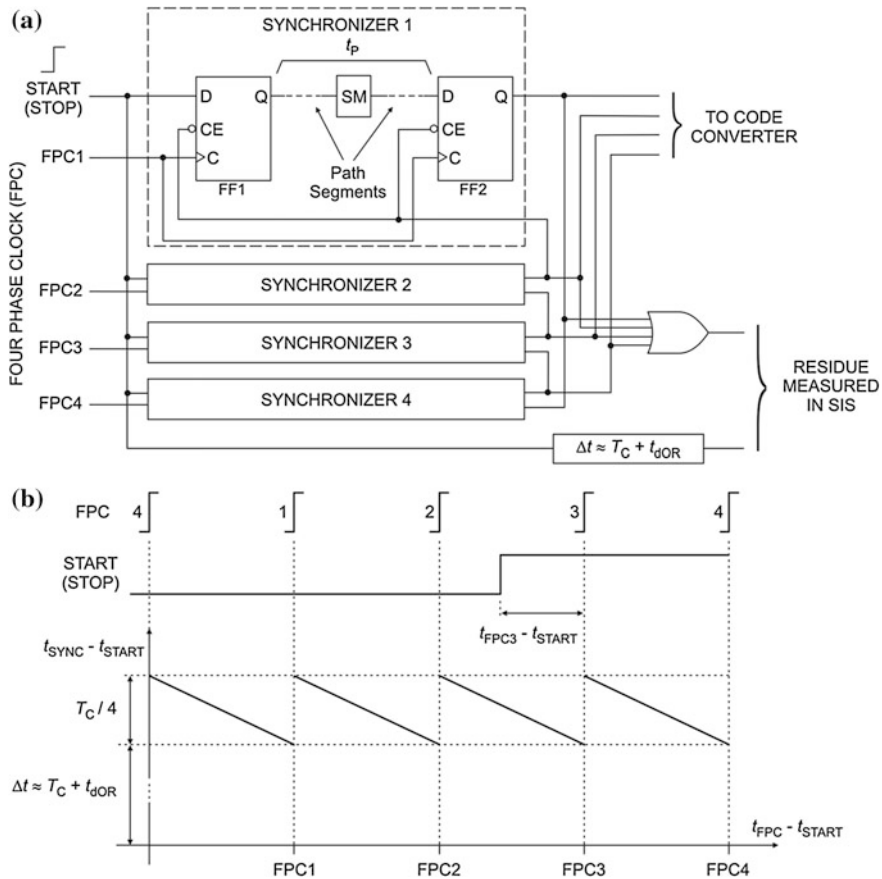 (a)
SYNCHRONIZER 1
tP
START
(STOP)
D
Q
SM
D
Q
TO CODE
CONVERTER
CE
CE
FPC1
C
Path
Segments
C
FF1
FF2
FOUR PHASE CLOCK (FPC)
FPC2
SYNCHRONIZER 2
FPC3
SYNCHRONIZER 3
RESIDUE
MEASURED
IN SIS
FPC4
SYNCHRONIZER 4
Δt ≈ TC + tdOR
(b)
FPC
4
1
2
3
4
START
(STOP)
tFPC3 - tSTART
tSYNC - tSTART
TC / 4
Δt ≈ TC + tdOR
tFPC - tSTART
FPC1
FPC2
FPC3
FPC4